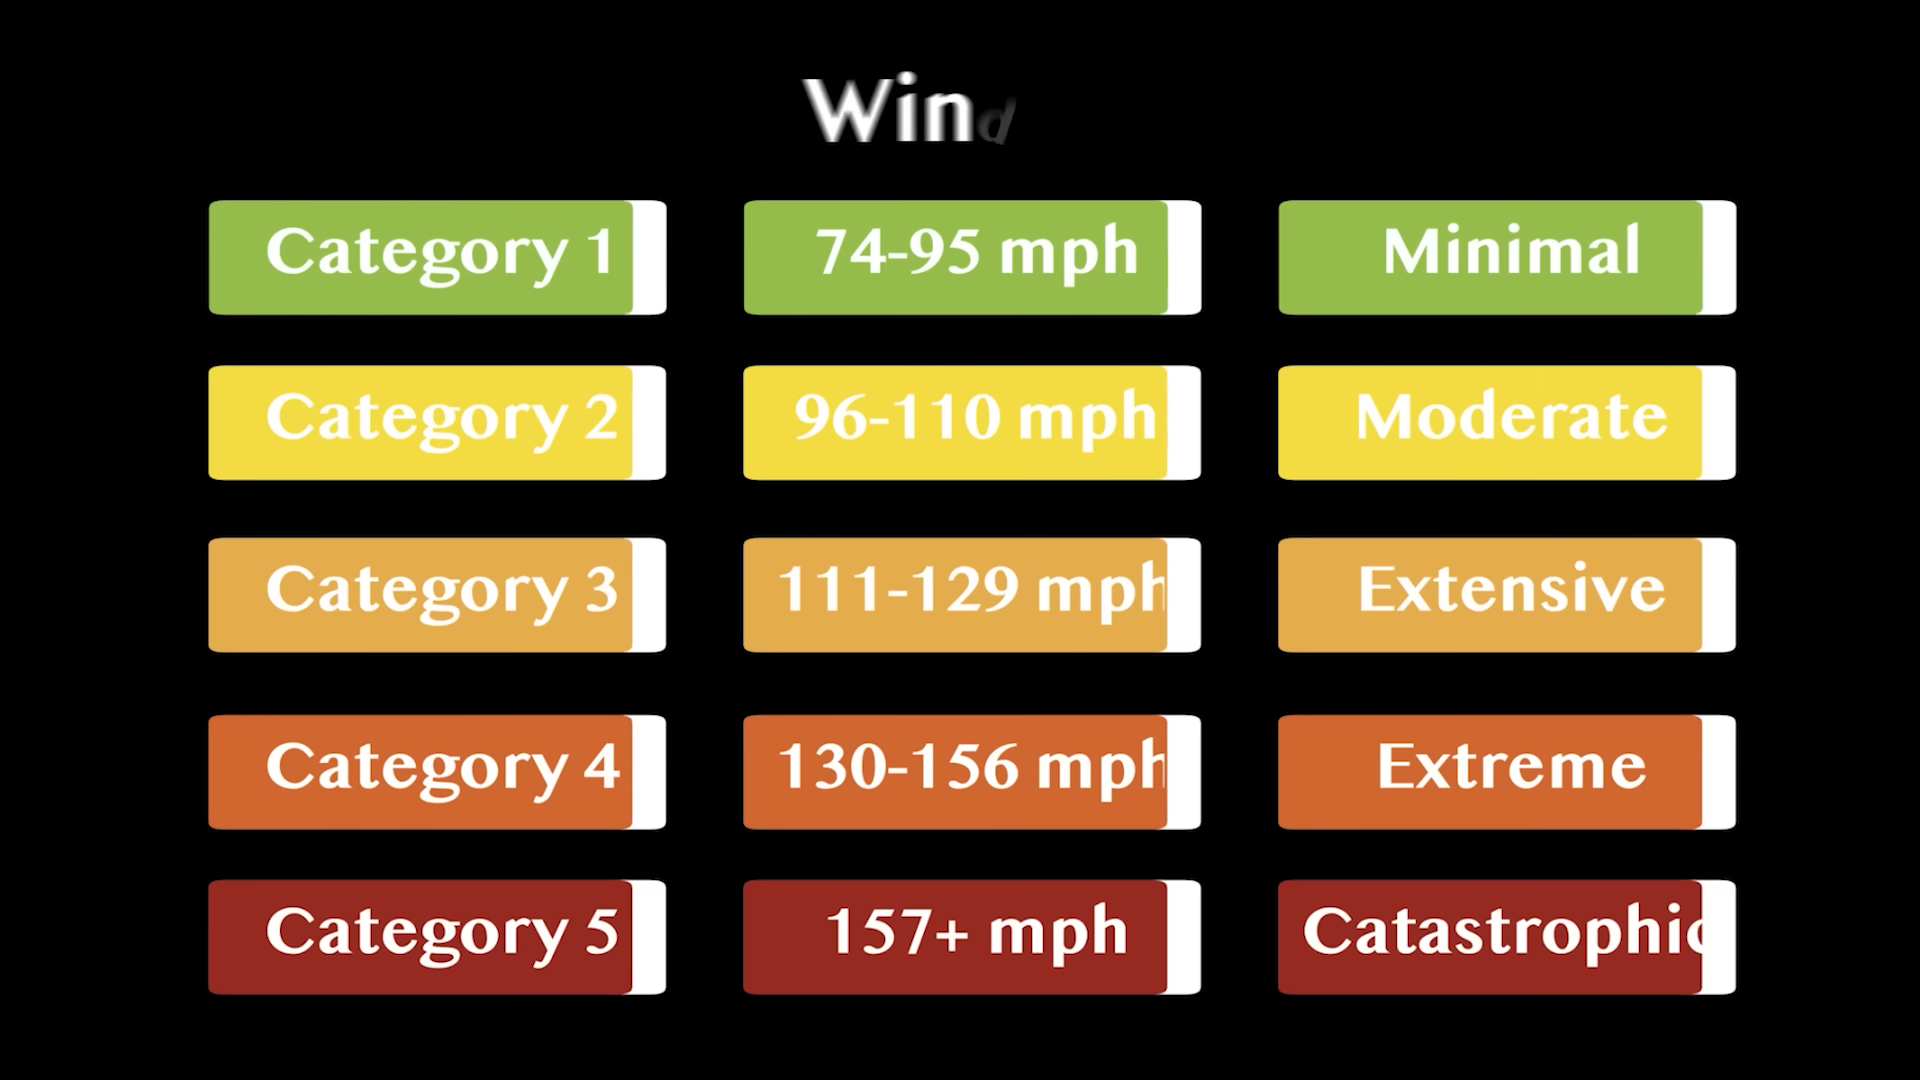 Wind
Category 1 74-95 mph Minimal
Category 2 96-110 mph Moderate
Category 3 111-129 mph Extensive
Category 4 130-156 mph Extreme
Category 5 157+ mph Catastrophic